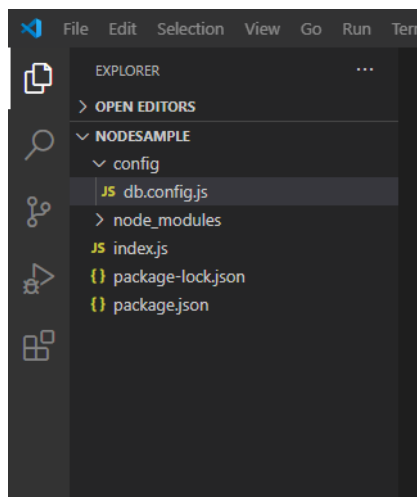 File Edit Selection View Go Run
EXPLORER ...
> OPEN EDITORS
NODESAMPLE
config
JS db.config.js
> node_modules
JS index.js
{} package-lock.json
{} package.json